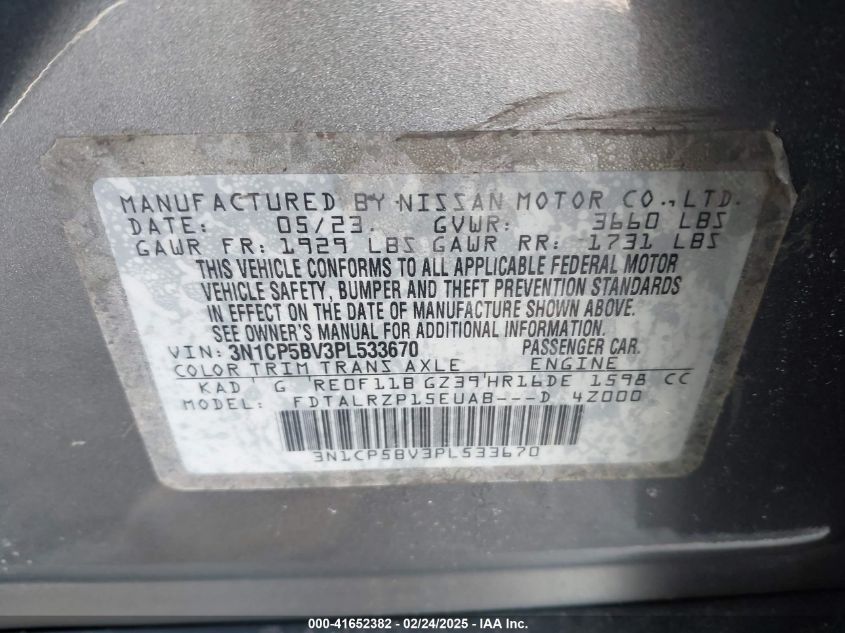 MANUFACTURED BY NISSAN MOTOR CO., LTD.
DATE: 05/23. GVWR: 3660 LBS
GAWR FR: 1929 LBS GAWR RR: 1731 LBS
THIS VEHICLE CONFORMS TO ALL APPLICABLE FEDERAL MOTOR
VEHICLE SAFETY, BUMPER AND THEFT PREVENTION STANDARDS
IN EFFECT ON THE DATE OF MANUFACTURE SHOWN ABOVE.
SEE OWNER'S MANUAL FOR ADDITIONAL INFORMATION.
VIN: 3N1CP5BV3PL533670 PASSENGER CAR.
COLOR TRIM TRANS AXLE ENGINE
KAD G RE0F11B GZ39 HR16DE 1598 CC
MODEL: FDTALRZP15EUAB---D 4Z000
3N1CP5BV3PL533670
000-41652382 - 02/24/2025 - IAA Inc.